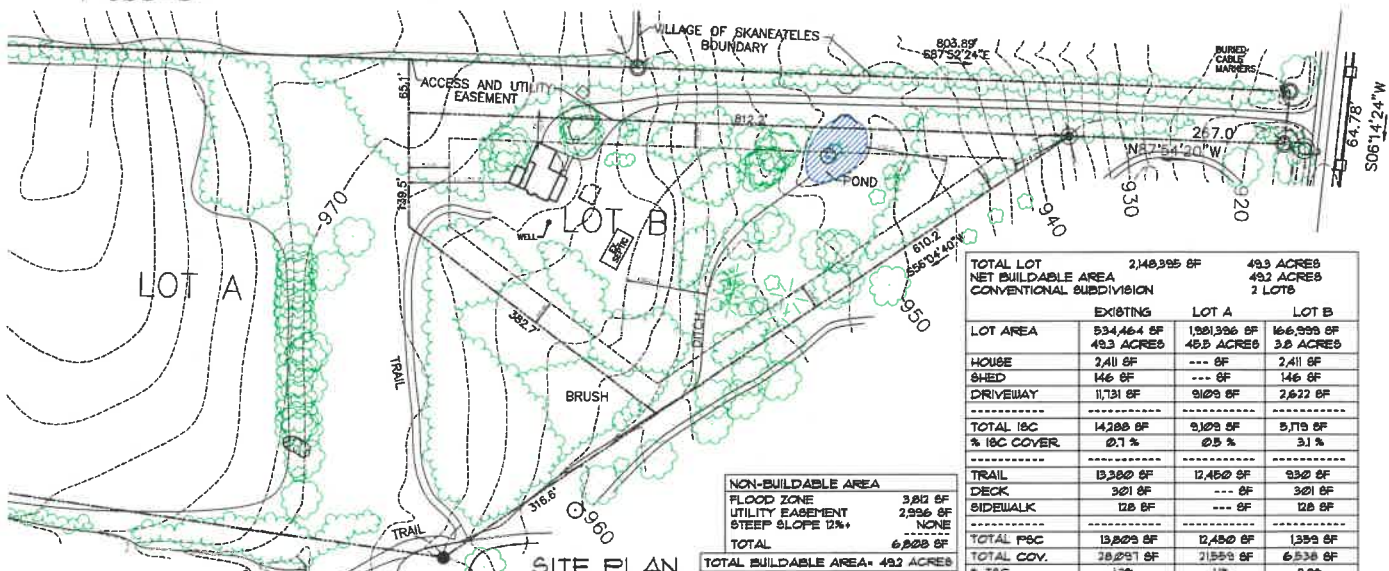 VILLAGE OF SKANEATELES
BOUNDARY
803.89'
S87°52'24"E
BURIED
CABLE
MARKERS
64.78'
S06°14'24"W
ACCESS AND UTILITY
EASEMENT
65.1
812.2'
267.0'
N87°54'20"W
POND
139.5'
970
LOT B
WELL
EX
SEPTIC
LOT A
930
920
940
950
610.2'
S56°04'40"W
382.7'
DITCH
TRAIL
BRUSH
316.6'
960
TRAIL
SITE PLAN
NON-BUILDABLE AREA
FLOOD ZONE 3,812 SF
UTILITY EASEMENT 2,996 SF
STEEP SLOPE 12%+ NONE
TOTAL 6,808 SF
TOTAL BUILDABLE AREA= 49.2 ACRES
TOTAL LOT 2,148,395 SF 49.3 ACRES
NET BUILDABLE AREA 49.2 ACRES
CONVENTIONAL SUBDIVISION 2 LOTS
EXISTING LOT A LOT B
LOT AREA 534,464 SF 1,981,396 SF 166,999 SF
49.3 ACRES 45.5 ACRES 3.8 ACRES
HOUSE 2,411 SF --- SF 2,411 SF
SHED 146 SF --- SF 146 SF
DRIVEWAY 11,731 SF 9,109 SF 2,622 SF
---------- ---------- ---------- ----------
TOTAL ISC 14,288 SF 9,109 SF 5,179 SF
% ISC COVER 0.7 % 0.5 % 3.1 %
---------- ---------- ---------- ----------
TRAIL 13,380 SF 12,450 SF 930 SF
DECK 301 SF --- SF 301 SF
SIDEWALK 128 SF --- SF 128 SF
---------- ---------- ---------- ----------
TOTAL PSC 13,809 SF 12,450 SF 1,359 SF
TOTAL COV. 28,097 SF 21,559 SF 6,538 SF